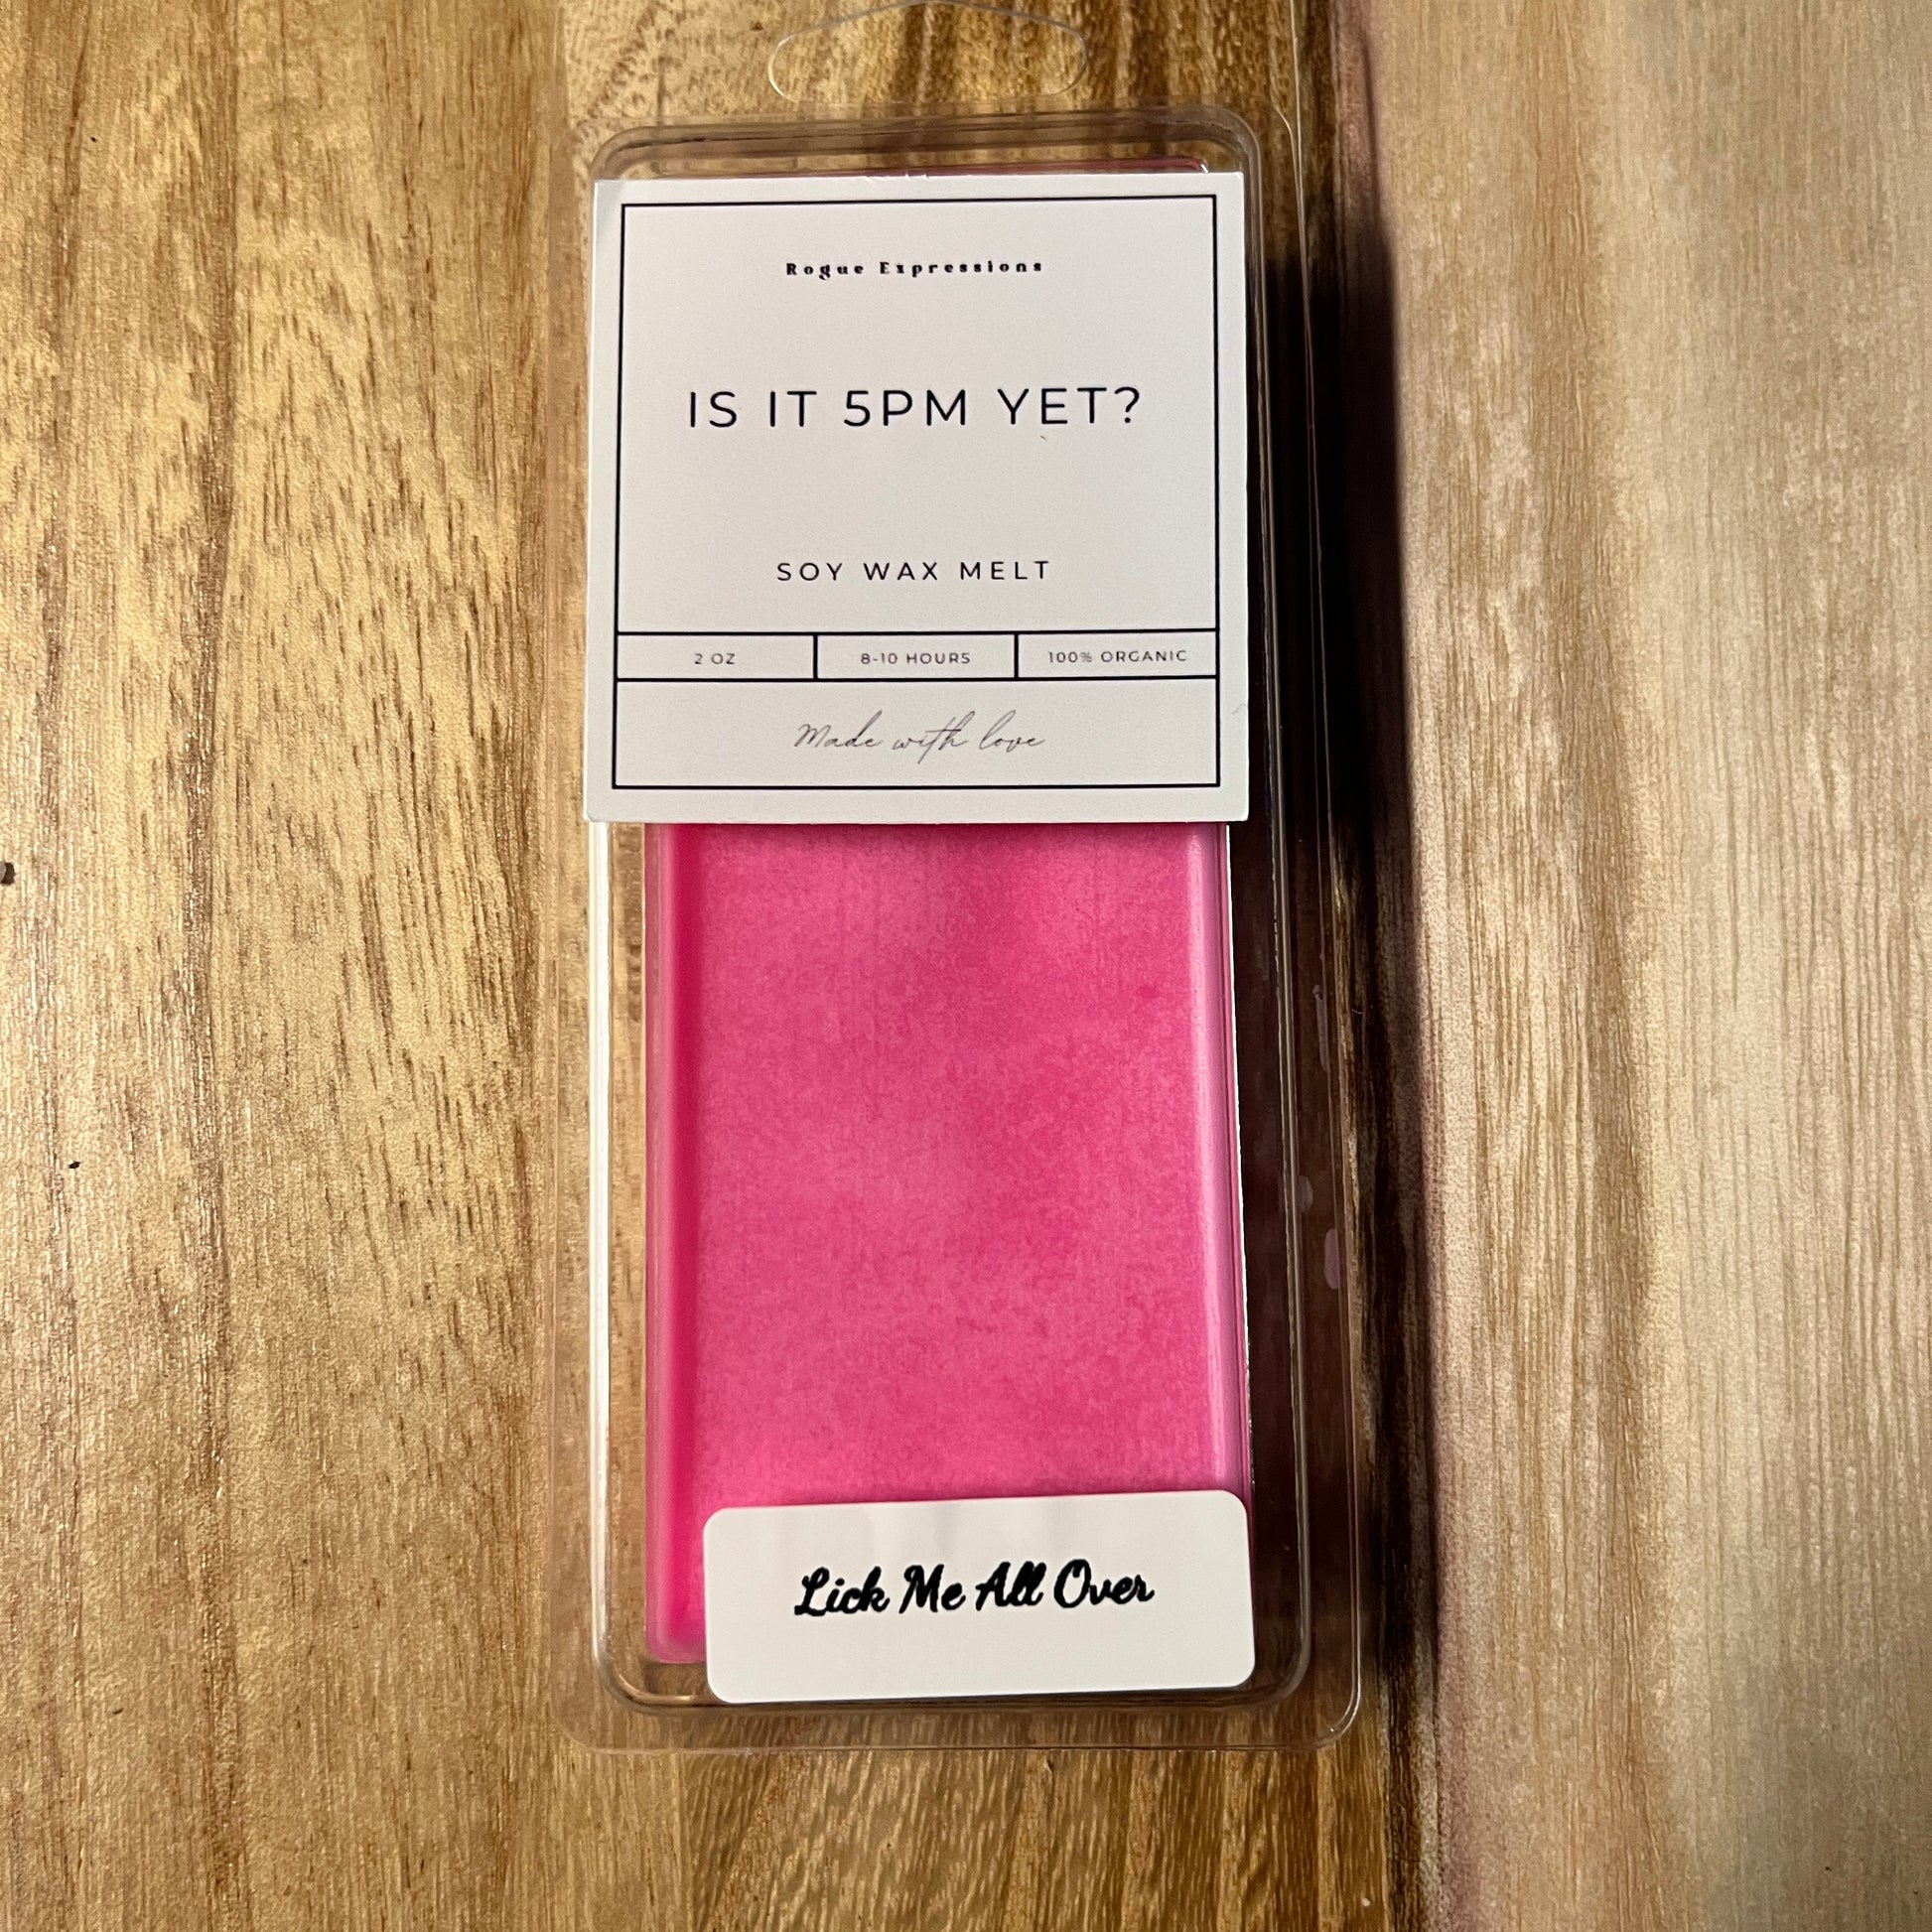 Rogue Expressions
IS IT 5PM YET?
SOY WAX MELT
2 OZ
8-10 HOURS
100% ORGANIC
Made with love
Lick Me All Over